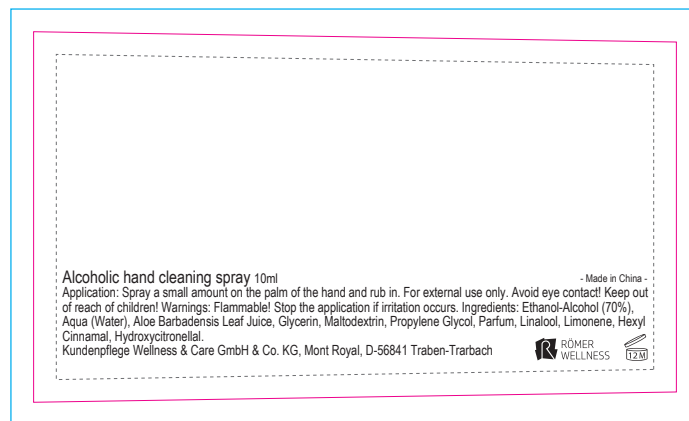 Alcoholic hand cleaning spray 10ml - Made in China -
Application: Spray a small amount on the palm of the hand and rub in. For external use only. Avoid eye contact! Keep out
of reach of children! Warnings: Flammable! Stop the application if irritation occurs. Ingredients: Ethanol-Alcohol (70%),
Aqua (Water), Aloe Barbadensis Leaf Juice, Glycerin, Maltodextrin, Propylene Glycol, Parfum, Linalool, Limonene, Hexyl
Cinnamal, Hydroxycitronellal.
Kundenpflege Wellness & Care GmbH & Co. KG, Mont Royal, D-56841 Traben-Trarbach
R RÖMER
WELLNESS
12M